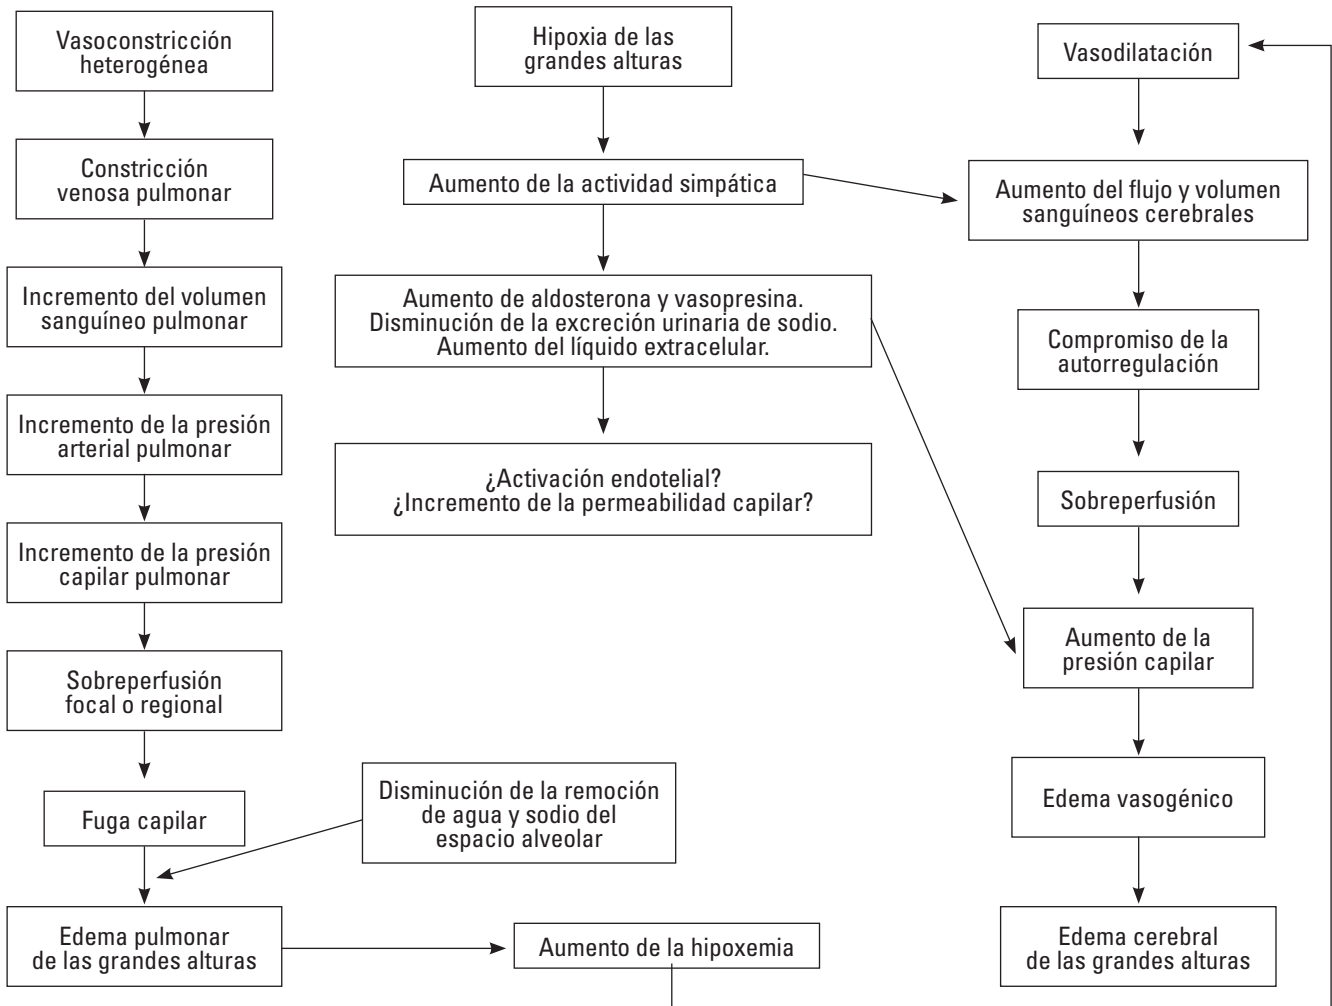 Vasoconstricción
heterogénea
Constricción
venosa pulmonar
Incremento del volumen
sanguíneo pulmonar
Incremento de la presión
arterial pulmonar
Incremento de la presión
capilar pulmonar
Sobreperfusión
focal o regional
Fuga capilar
Edema pulmonar
de las grandes alturas
Hipoxia de las
grandes alturas
Aumento de la actividad simpática
Aumento de aldosterona y vasopresina.
Disminución de la excreción urinaria de sodio.
Aumento del líquido extracelular.
¿Activación endotelial?
¿Incremento de la permeabilidad capilar?
Disminución de la remoción
de agua y sodio del
espacio alveolar
Aumento de la hipoxemia
Vasodilatación
Aumento del flujo y volumen
sanguíneos cerebrales
Compromiso de la
autorregulación
Sobreperfusión
Aumento de la
presión capilar
Edema vasogénico
Edema cerebral
de las grandes alturas